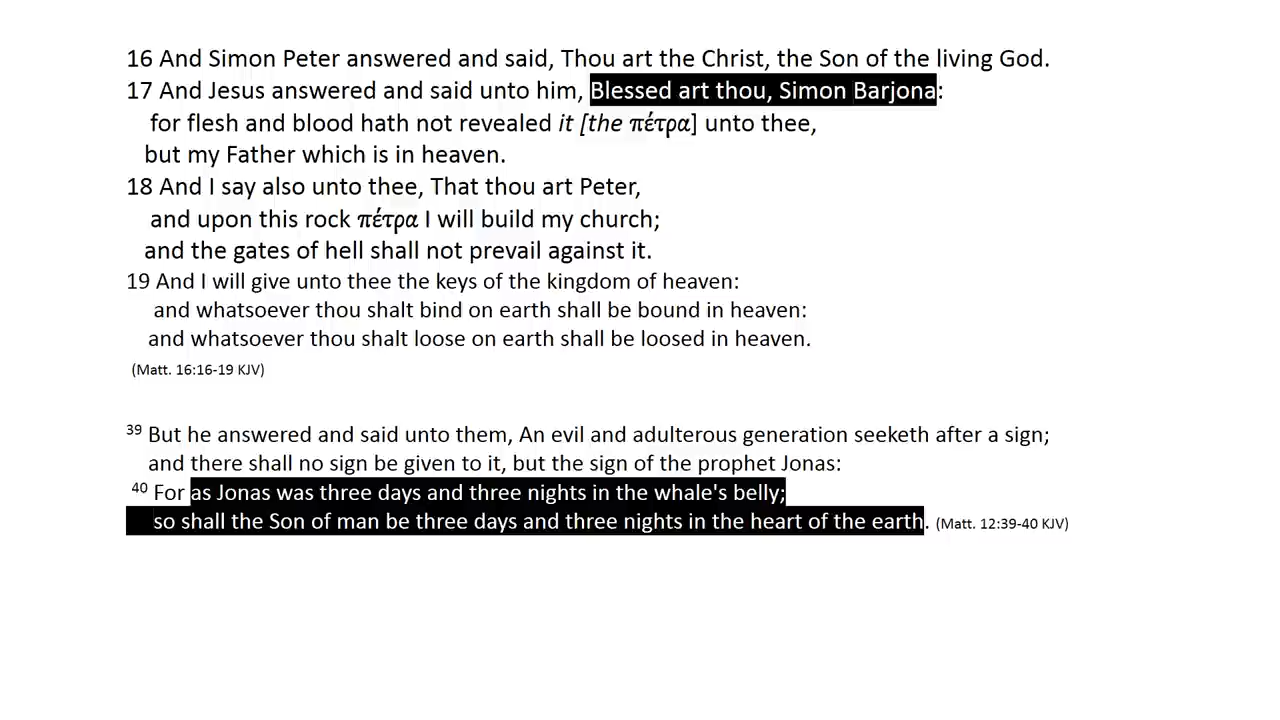 16 And Simon Peter answered and said, Thou art the Christ, the Son of the living God.
17 And Jesus answered and said unto him, Blessed art thou, Simon Barjona:
for flesh and blood hath not revealed it [the πέτρα] unto thee,
but my Father which is in heaven.
18 And I say also unto thee, That thou art Peter,
and upon this rock πέτρα I will build my church;
and the gates of hell shall not prevail against it.
19 And I will give unto thee the keys of the kingdom of heaven:
and whatsoever thou shalt bind on earth shall be bound in heaven:
and whatsoever thou shalt loose on earth shall be loosed in heaven.
(Matt. 16:16-19 KJV)
39 But he answered and said unto them, An evil and adulterous generation seeketh after a sign;
and there shall no sign be given to it, but the sign of the prophet Jonas:
40 For as Jonas was three days and three nights in the whale's belly;
so shall the Son of man be three days and three nights in the heart of the earth. (Matt. 12:39-40 KJV)